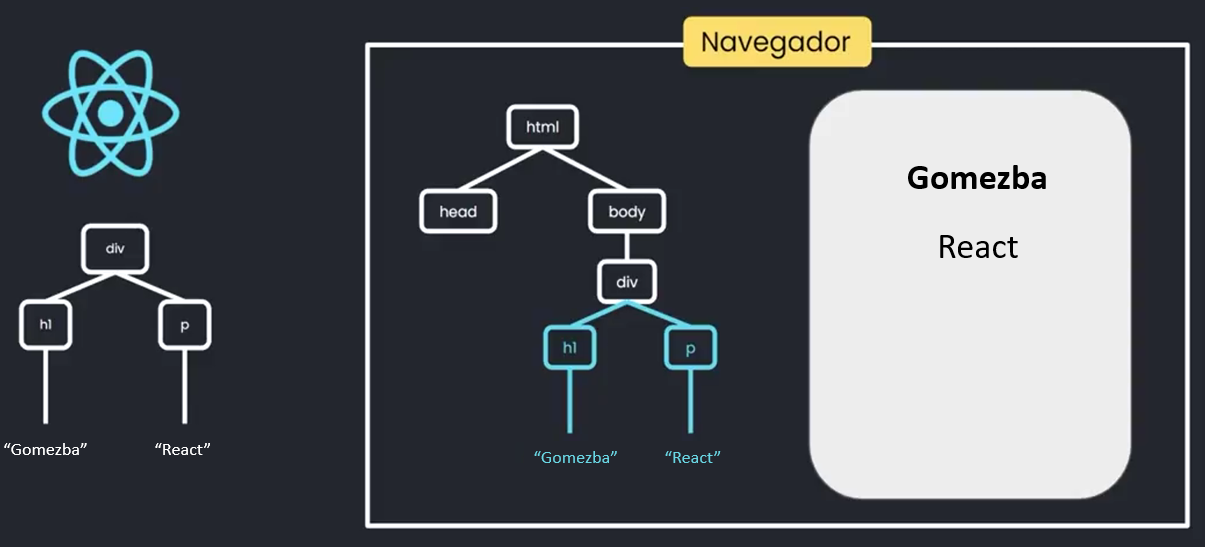 Navegador
html
head
body
div
h1
p
“Gomezba”
“React”
div
h1
p
“Gomezba”
“React”
Gomezba
React